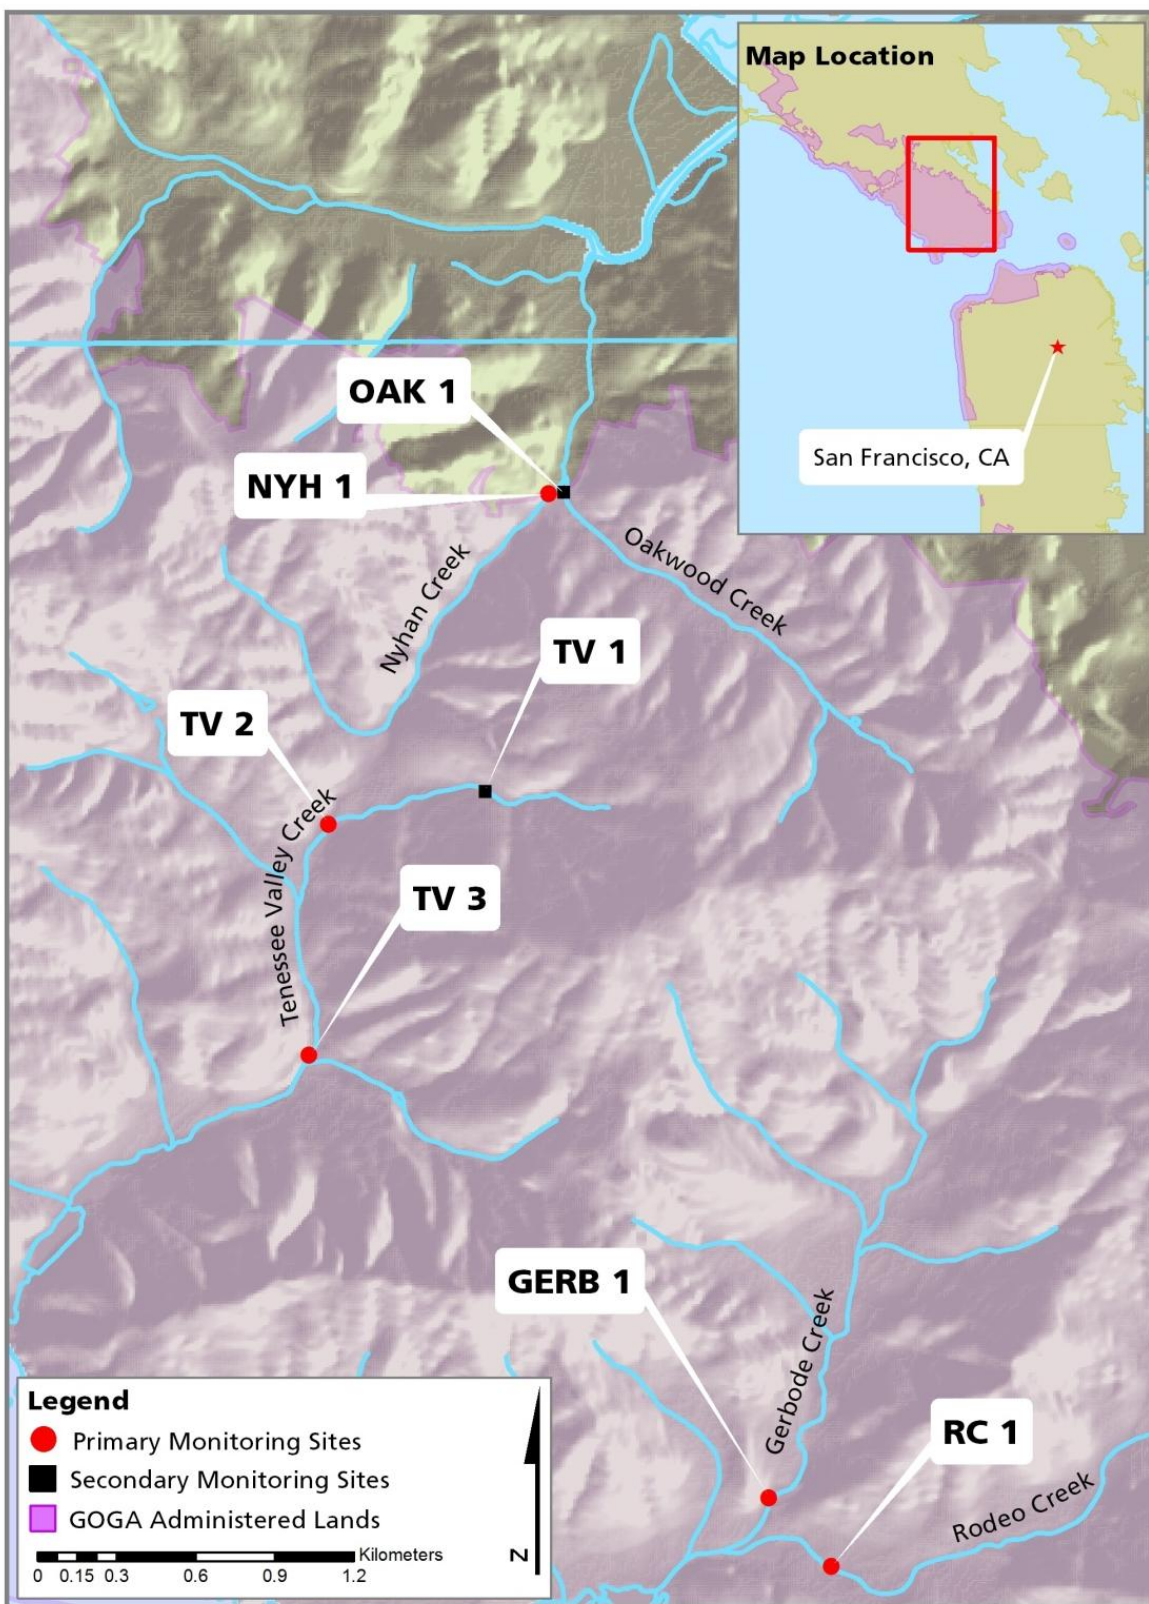 Map Location
San Francisco, CA
OAK 1
NYH 1
Nyhan Creek
Oakwood Creek
TV 1
TV 2
Tenessee Valley Creek
TV 3
GERB 1
Gerbode Creek
RC 1
Rodeo Creek
Legend
Primary Monitoring Sites
Secondary Monitoring Sites
GOGA Administered Lands
Kilometers
0 0.15 0.3 0.6 0.9 1.2
N